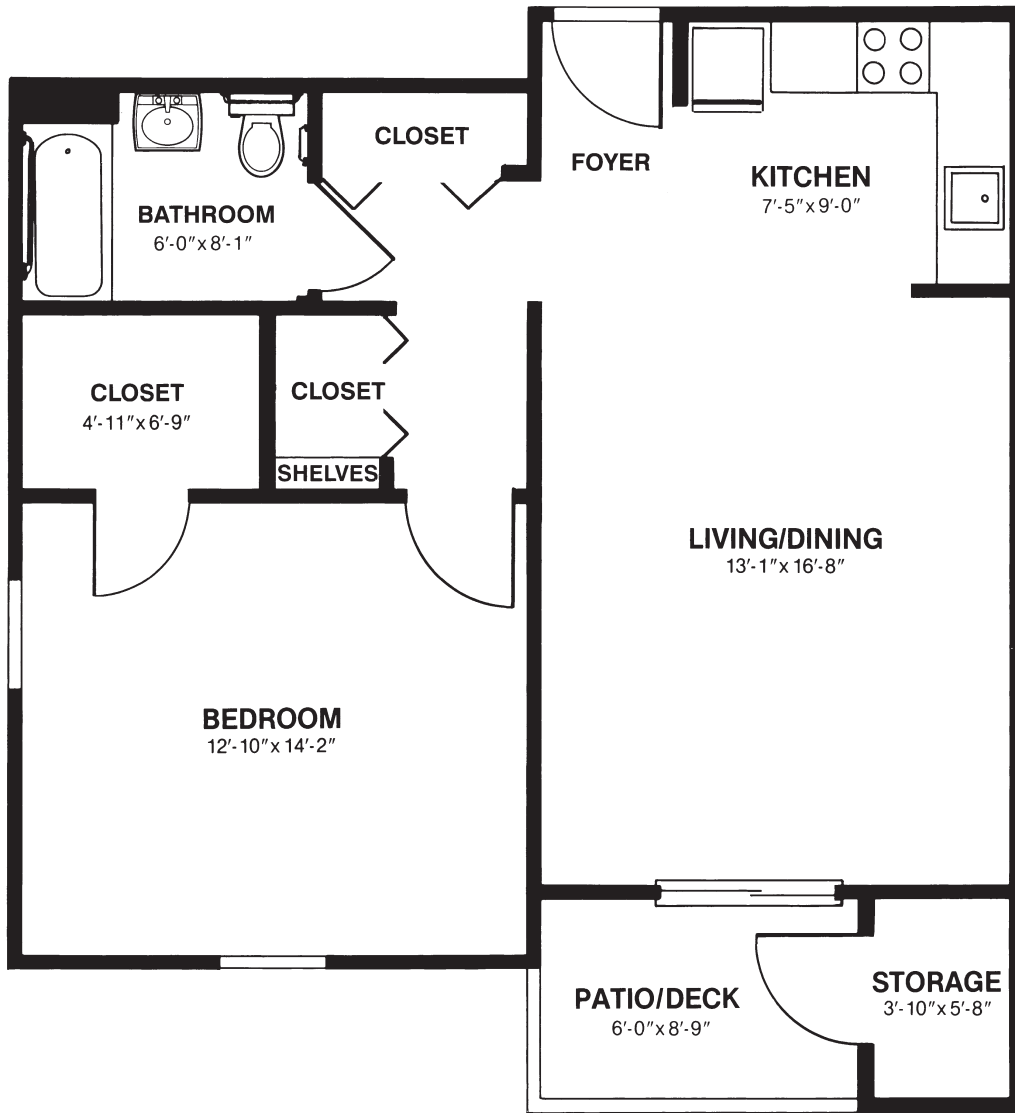 CLOSET
FOYER
KITCHEN
7′-5″ x 9′-0″
BATHROOM
6′-0″ x 8′-1″
CLOSET
4′-11″ x 6′-9″
CLOSET
SHELVES
LIVING/DINING
13′-1″ x 16′-8″
BEDROOM
12′-10″ x 14′-2″
PATIO/DECK
6′-0″ x 8′-9″
STORAGE
3′-10″ x 5′-8″